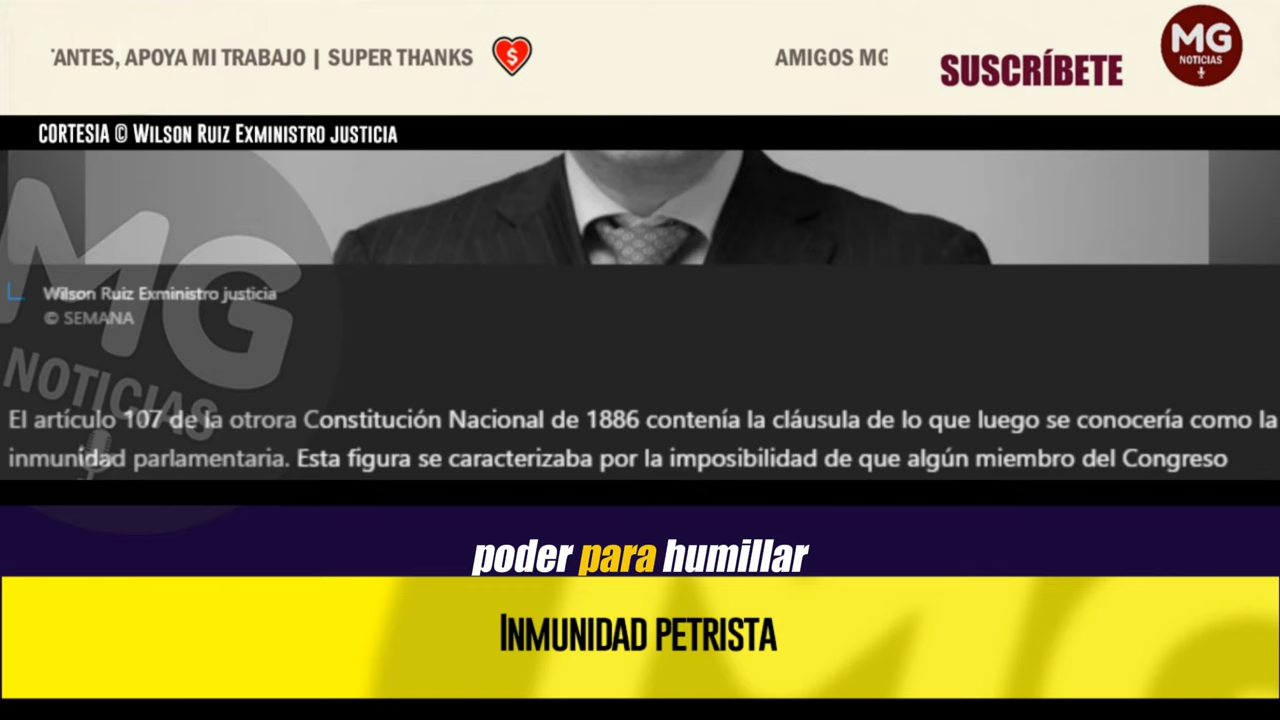 'ANTES, APOYA MI TRABAJO | SUPER THANKS
AMIGOS MG
SUSCRÍBETE
MG
NOTICIAS
CORTESIA © WILSON RUIZ EXMINISTRO JUSTICIA
MG
NOTICIAS
Wilson Ruiz Exministro justicia
© SEMANA
El artículo 107 de la otrora Constitución Nacional de 1886 contenía la cláusula de lo que luego se conocería como la
inmunidad parlamentaria. Esta figura se caracterizaba por la imposibilidad de que algún miembro del Congreso
poder para humillar
INMUNIDAD PETRISTA